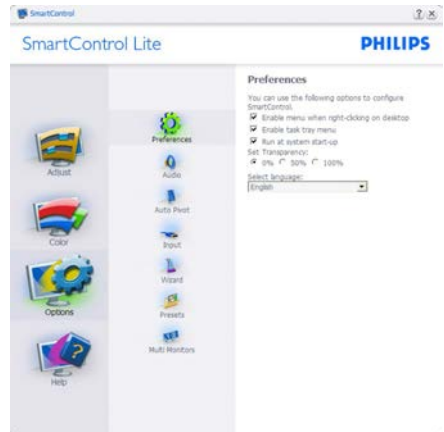 SmartControl
SmartControl Lite
PHILIPS
Adjust
Color
Options
Help
Preferences
Audio
Auto Pivot
Input
Wizard
Presets
Multi Monitors
Preferences
You can use the following options to configure
SmartControl.
Enable menu when right-clicking on desktop
Enable task tray menu
Run at system start-up
Set Transparency:
0% 50% 100%
Select language:
English